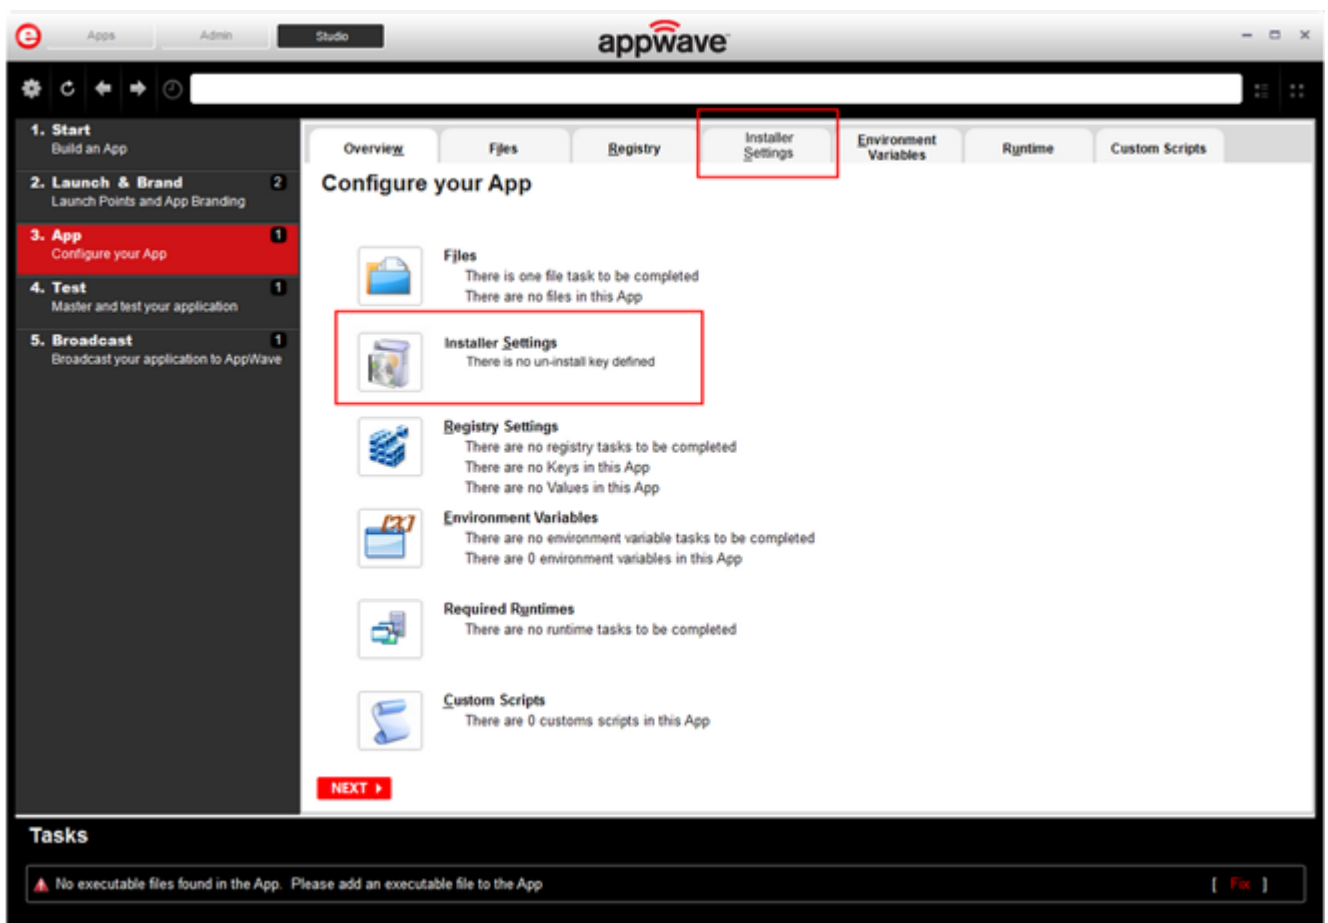 e Apps Admin Studio appwave
1. Start
Build an App
2. Launch & Brand 2
Launch Points and App Branding
3. App 1
Configure your App
4. Test 1
Master and test your application
5. Broadcast 1
Broadcast your application to AppWave
Overview Files Registry Installer Settings Environment Variables Runtime Custom Scripts
Configure your App
Files
There is one file task to be completed
There are no files in this App
Installer Settings
There is no un-install key defined
Registry Settings
There are no registry tasks to be completed
There are no Keys in this App
There are no Values in this App
[X]
Environment Variables
There are no environment variable tasks to be completed
There are 0 environment variables in this App
Required Runtimes
There are no runtime tasks to be completed
Custom Scripts
There are 0 customs scripts in this App
NEXT
Tasks
No executable files found in the App. Please add an executable file to the App [ Fix ]